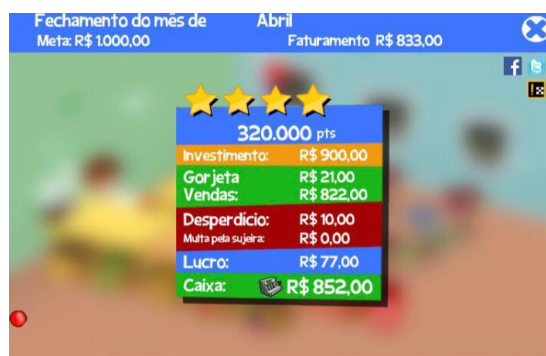 Fechamento do mês de Abril
Meta: R$ 1.000,00 Faturamento R$ 833,00
320.000 pts
Investimento: R$ 900,00
Gorjeta R$ 21,00
Vendas: R$ 822,00
Desperdício: R$ 10,00
Multa pela sujeira: R$ 0,00
Lucro: R$ 77,00
Caixa: R$ 852,00